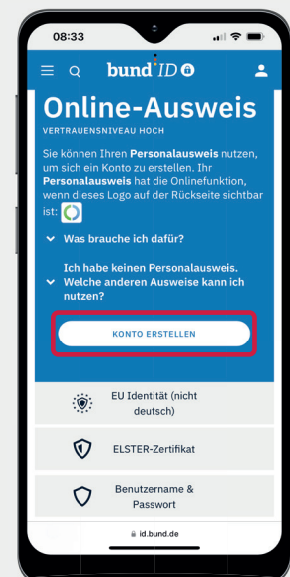 08:33
bundID
Online-Ausweis
VERTRAUENSNIVEAU HOCH
Sie können Ihren Personalausweis nutzen,
um sich ein Konto zu erstellen. Ihr
Personalausweis hat die Onlinefunktion,
wenn dieses Logo auf der Rückseite sichtbar
ist:
Was brauche ich dafür?
Ich habe keinen Personalausweis.
Welche anderen Ausweise kann ich
nutzen?
KONTO ERSTELLEN
EU Identität (nicht
deutsch)
ELSTER-Zertifikat
Benutzername &
Passwort
id.bund.de